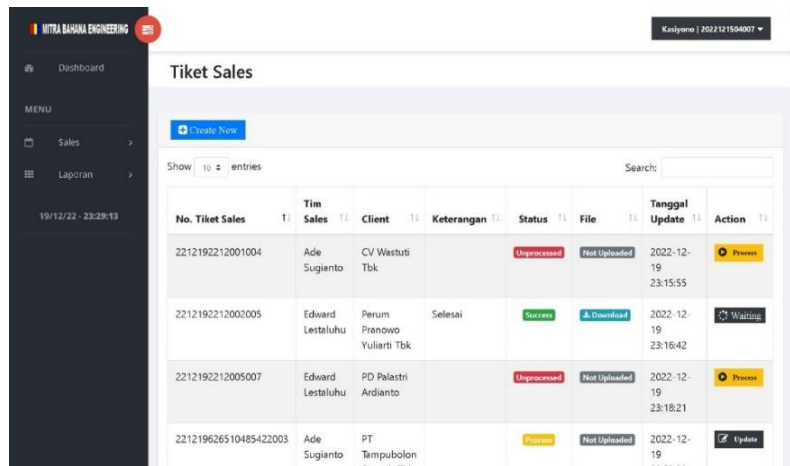 MITRA BAHANA ENGINEERING
Kasiyono | 2022121504007
Dashboard
MENU
Sales
Laporan
19/12/22 - 23:29:13
Tiket Sales
Create New
Show 10 entries
Search:
No. Tiket Sales Tim Sales Client Keterangan Status File Tanggal Update Action
2212192212001004 Ade Sugianto CV Wastuti Tbk Unprocessed Not Uploaded 2022-12-19 23:15:55 Process
22121922212002005 Edward Lestaluhu Perum Pranowo Yuliarti Tbk Selesai Success Download 2022-12-19 23:16:42 Waiting
2212192212005007 Edward Lestaluhu PD Palastri Ardianto Unprocessed Not Uploaded 2022-12-19 23:18:21 Process
221219626510485422003 Ade Sugianto PT Tampubolon Process Not Uploaded 2022-12-19 Update